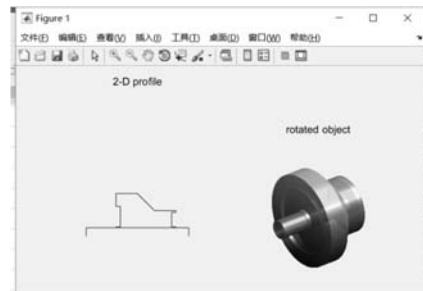 Figure 1
文件(F) 编辑(E) 查看(V) 插入(I) 工具(T) 桌面(D) 窗口(W) 帮助(H)
2-D profile
rotated object